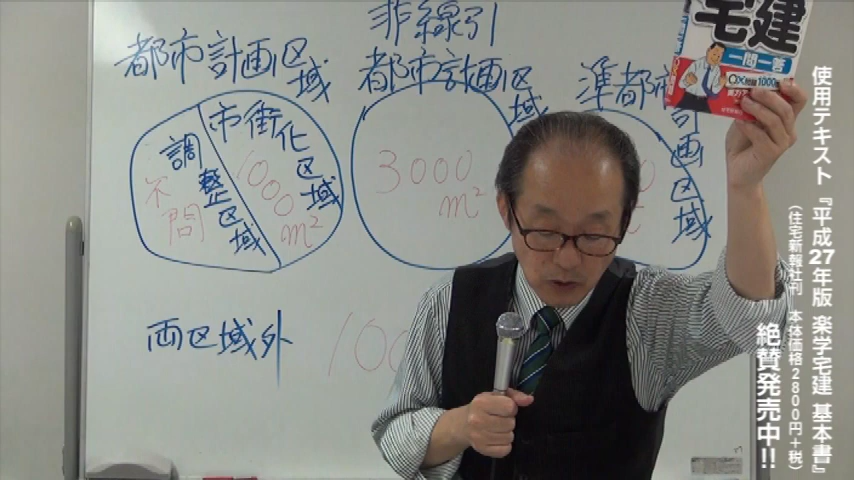 都市計画区域
市街化区域
1000m²
調整区域
不問
非線引
都市計画区域
3000
m²
準都市計画区域
両区域外
宅建
一問一答
使用テキスト『平成27年版 楽学宅建 基本書』
（住宅新報社刊 本体価格2800円＋税）
絶賛発売中!!